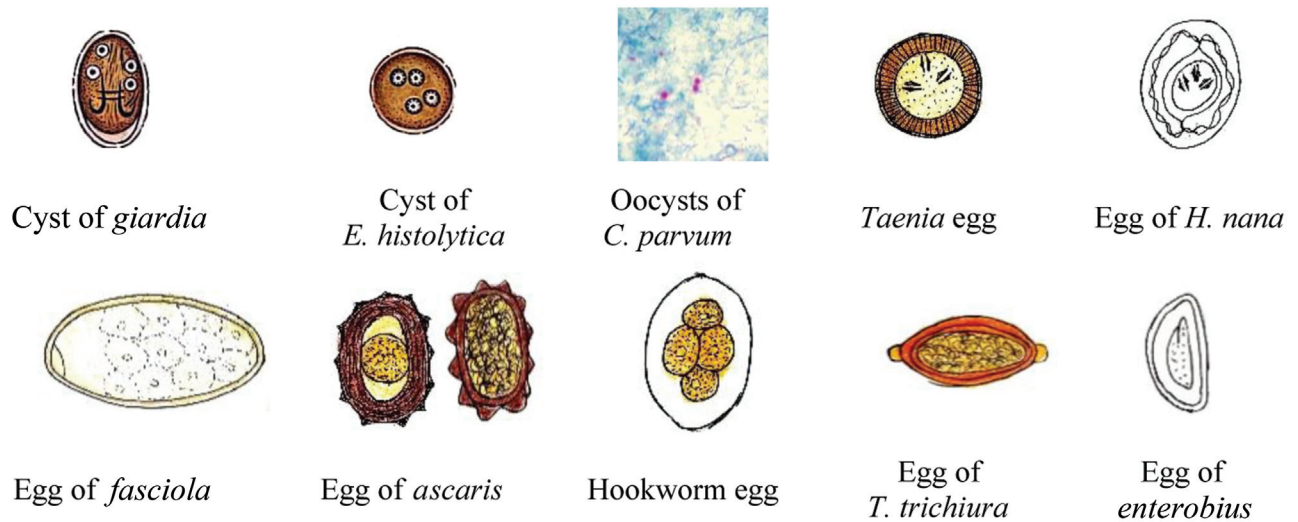 Cyst of giardia
Cyst of
E. histolytica
Oocysts of
C. parvum
Taenia egg
Egg of H. nana
Egg of fasciola
Egg of ascaris
Hookworm egg
Egg of
T. trichiura
Egg of
enterobius